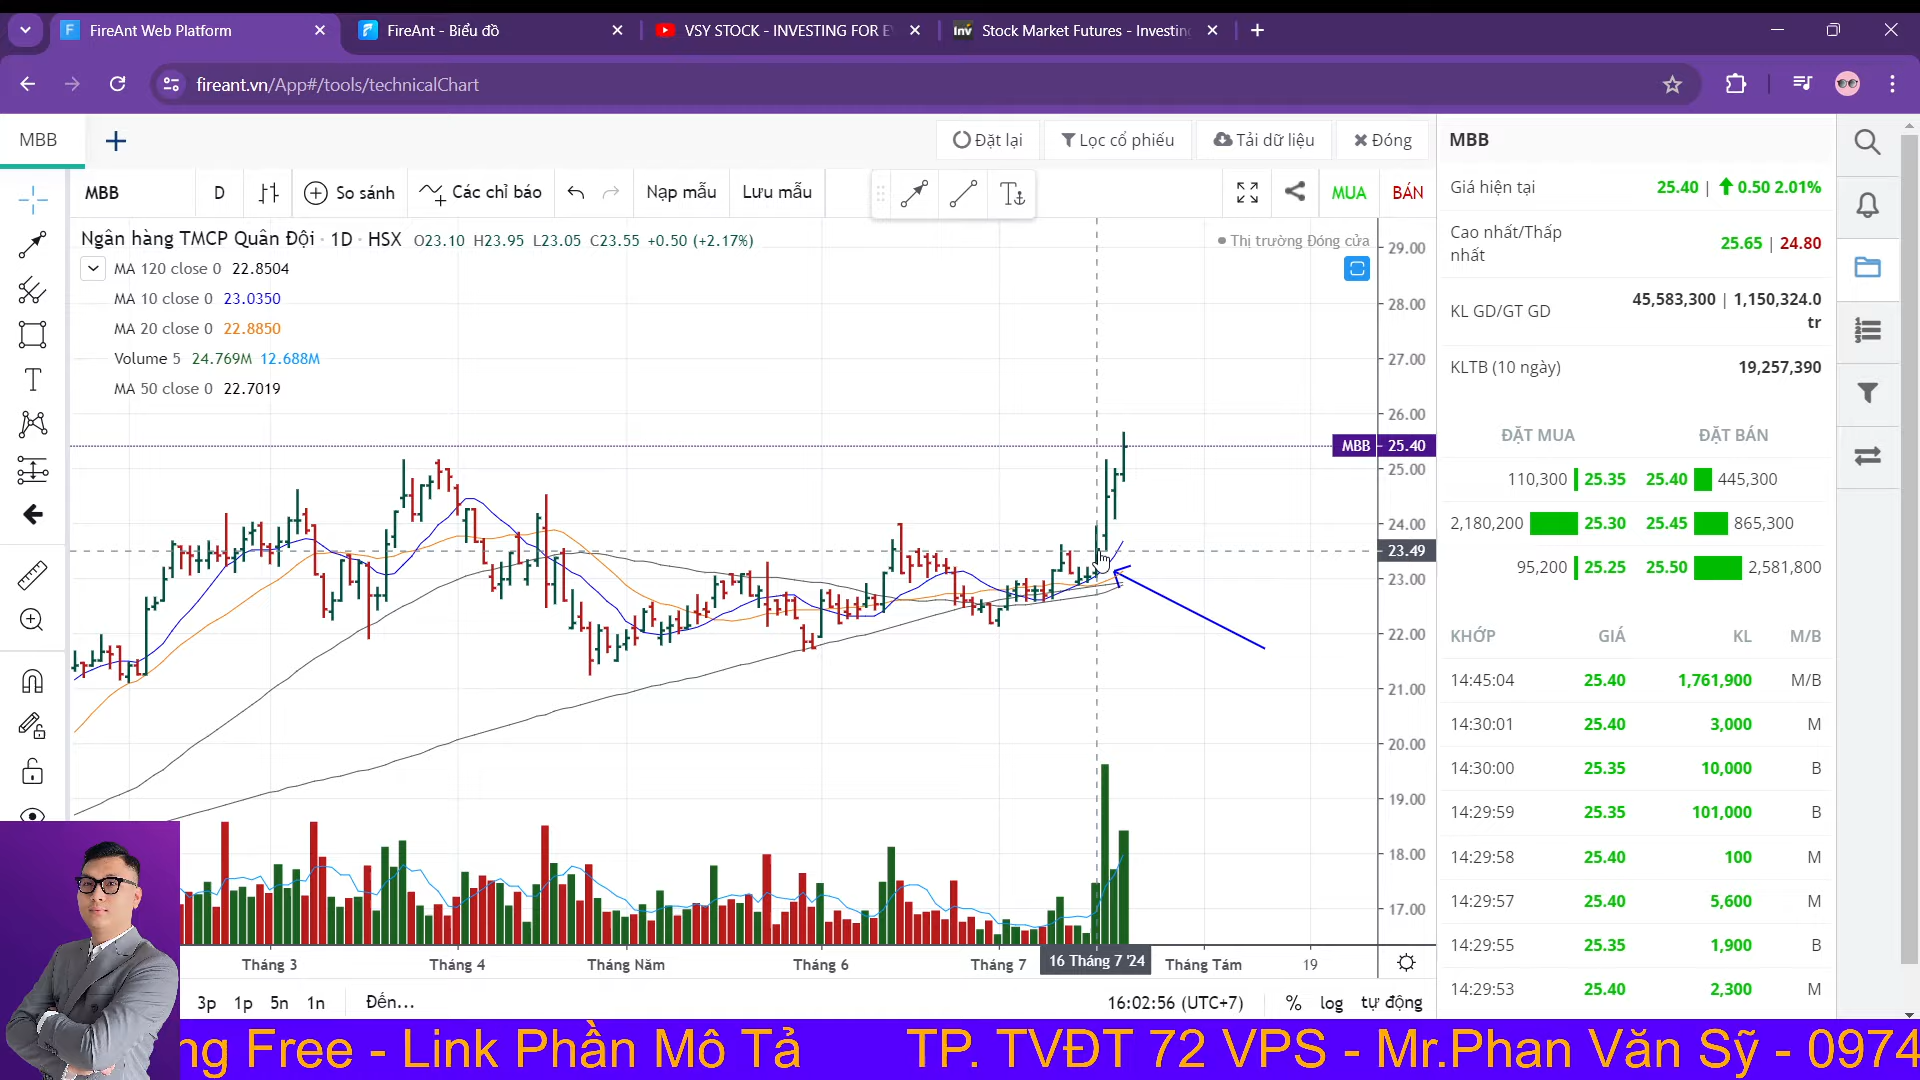 FireAnt Web Platform
FireAnt - Biểu đồ
VSY STOCK - INVESTING FOR E
Stock Market Futures - Investin
fireant.vn/App#/tools/technicalChart
MBB
Đặt lại
Lọc cổ phiếu
Tải dữ liệu
Đóng
MBB
MBB
D
So sánh
Các chỉ báo
Nạp mẫu
Lưu mẫu
MUA
BÁN
Ngân hàng TMCP Quân Đội · 1D · HSX O23.10 H23.95 L23.05 C23.55 +0.50 (+2.17%)
Thị trường Đóng cửa
MA 120 close 0 22.8504
MA 10 close 0 23.0350
MA 20 close 0 22.8850
Volume 5 24.769M 12.688M
MA 50 close 0 22.7019
29.00
28.00
27.00
26.00
MBB 25.40
25.00
24.00
23.49
23.00
22.00
21.00
20.00
19.00
18.00
17.00
Tháng 3
Tháng 4
Tháng Năm
Tháng 6
Tháng 7
16 Tháng 7 '24
Tháng Tám
19
3p 1p 5n 1n Đến...
16:02:56 (UTC+7) % log tự động
Giá hiện tại 25.40 | 0.50 2.01%
Cao nhất/Thấp nhất 25.65 | 24.80
KL GD/GT GD 45,583,300 | 1,150,324.0 tr
KLTB (10 ngày) 19,257,390
ĐẶT MUA ĐẶT BÁN
110,300 25.35 25.40 445,300
2,180,200 25.30 25.45 865,300
95,200 25.25 25.50 2,581,800
KHỚP GIÁ KL M/B
14:45:04 25.40 1,761,900 M/B
14:30:01 25.40 3,000 M
14:30:00 25.35 10,000 B
14:29:59 25.35 101,000 B
14:29:58 25.40 100 M
14:29:57 25.40 5,600 M
14:29:55 25.35 1,900 B
14:29:53 25.40 2,300 M
ng Free - Link Phần Mô Tả TP. TVĐT 72 VPS - Mr.Phan Văn Sỹ - 0974